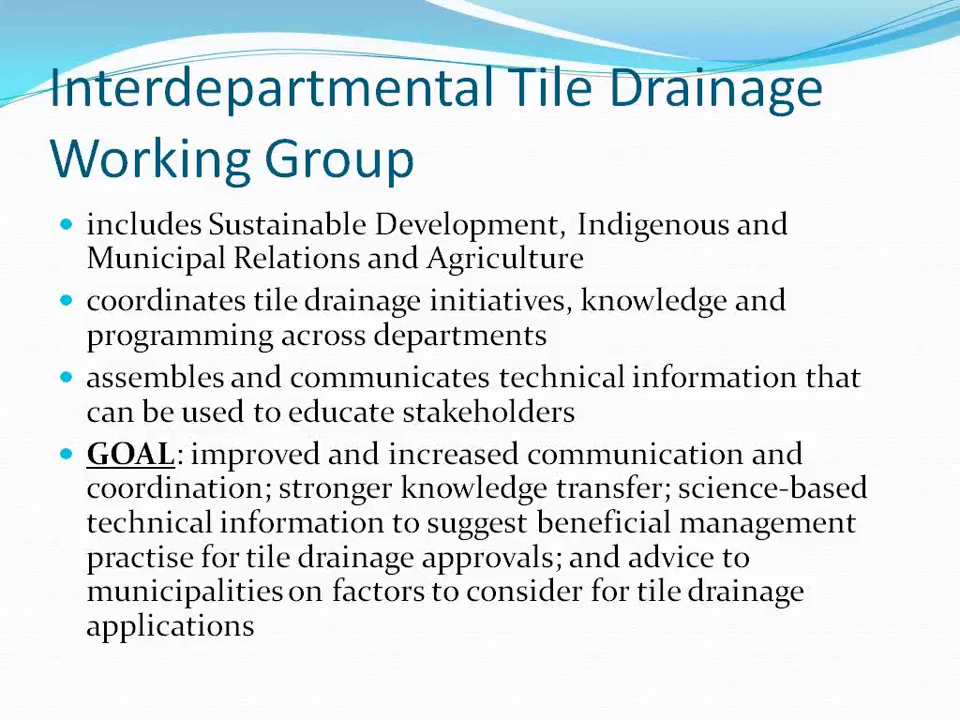 Interdepartmental Tile Drainage
Working Group
• includes Sustainable Development, Indigenous and
Municipal Relations and Agriculture
• coordinates tile drainage initiatives, knowledge and
programming across departments
• assembles and communicates technical information that
can be used to educate stakeholders
• GOAL: improved and increased communication and
coordination; stronger knowledge transfer; science-based
technical information to suggest beneficial management
practise for tile drainage approvals; and advice to
municipalities on factors to consider for tile drainage
applications